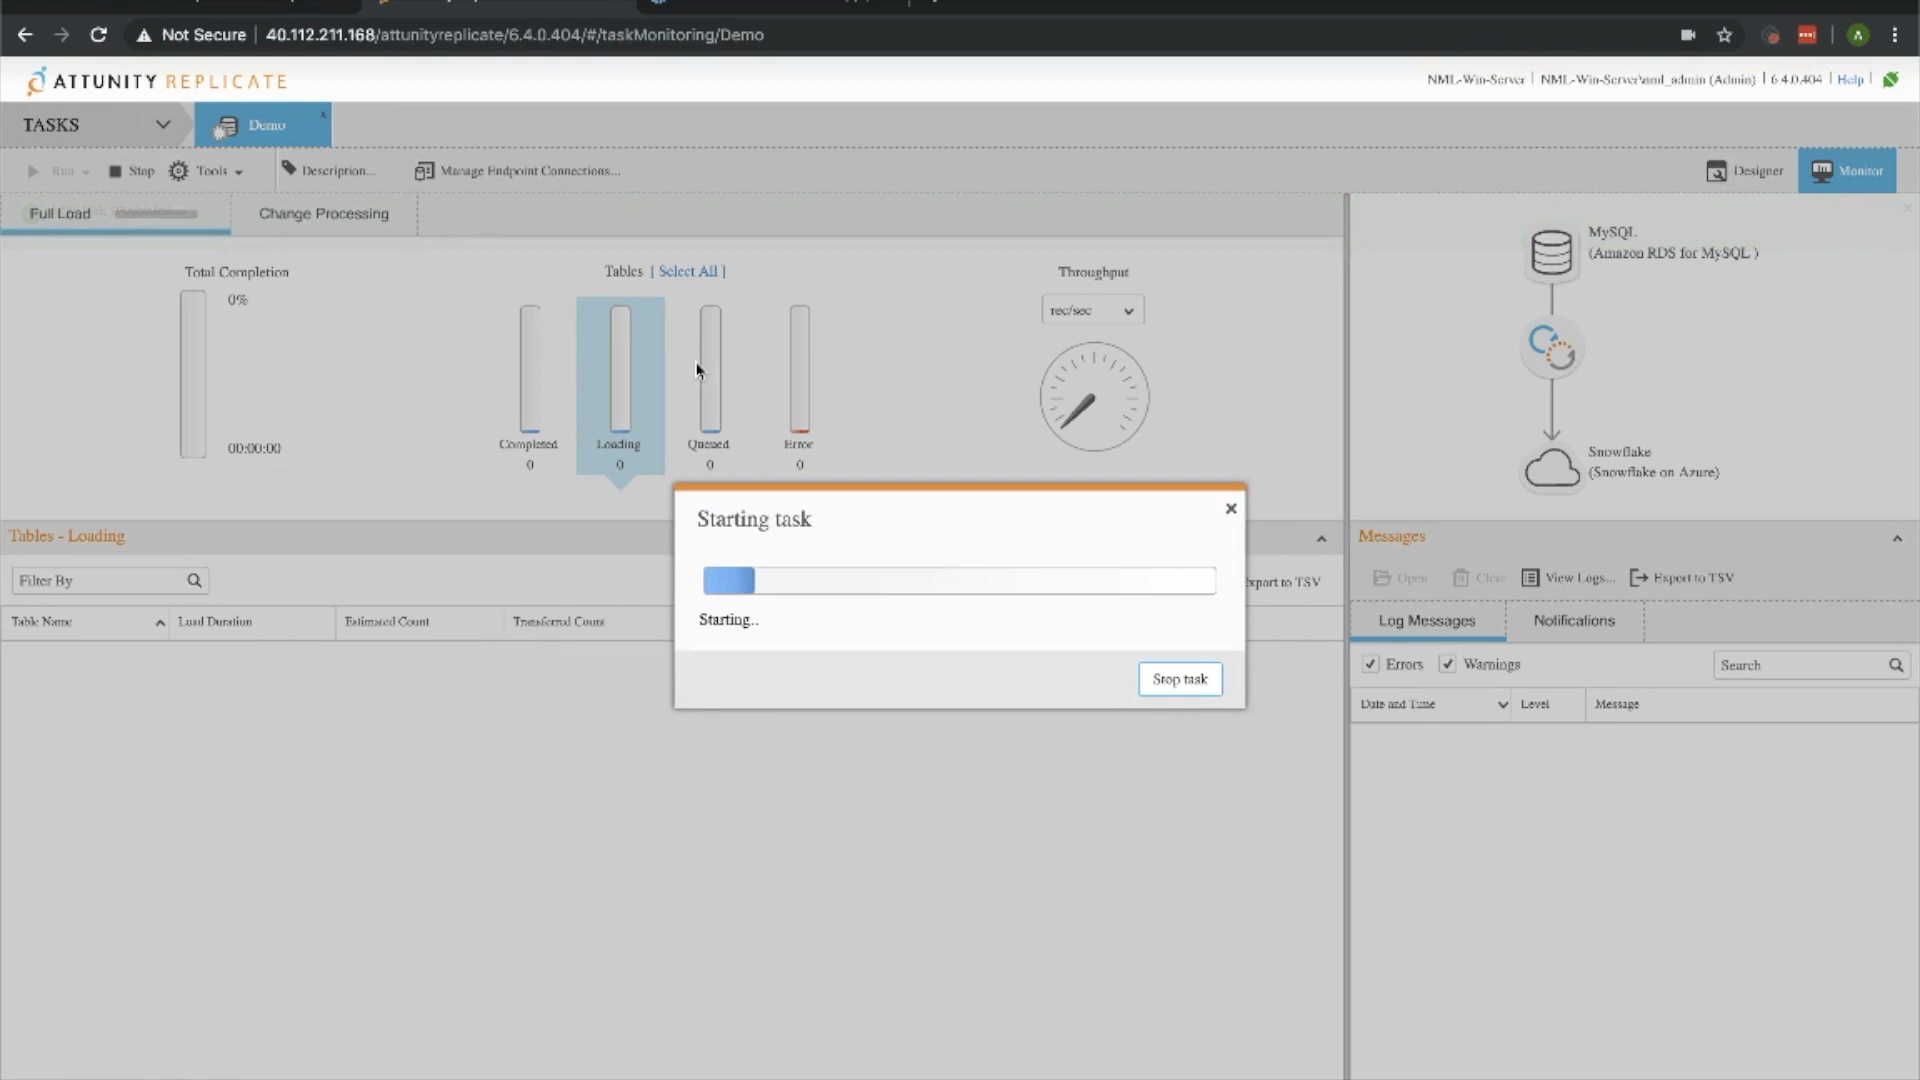 Not Secure | 40.112.211.168/attunityreplicate/6.4.0.404/#/taskMonitoring/Demo
ATTUNITY REPLICATE
NML-Win-Server | NML-Win-Server\nml_admin (Admin) | 6.4.0.404 | Help |
TASKS
Demo
x
Run
Stop
Tools
Description...
Manage Endpoint Connections...
Designer
Monitor
Full Load
Change Processing
Total Completion
0%
00:00:00
Tables [ Select All ]
Completed
0
Loading
0
Queued
0
Error
0
Throughput
rec/sec
MySQL
(Amazon RDS for MySQL )
Snowflake
(Snowflake on Azure)
Starting task
Starting..
Stop task
Tables - Loading
Filter By
Export to TSV
Table Name
Load Duration
Estimated Count
Transferred Count
Messages
Open
Clear
View Logs...
Export to TSV
Log Messages
Notifications
Errors
Warnings
Search
Date and Time
Level
Message